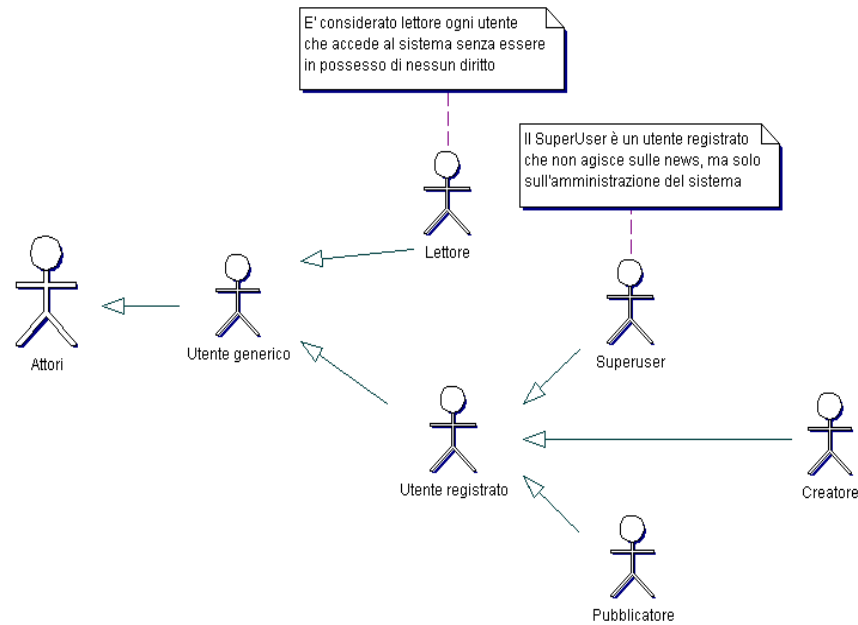 E' considerato lettore ogni utente
che accede al sistema senza essere
in possesso di nessun diritto
Il SuperUser è un utente registrato
che non agisce sulle news, ma solo
sull'amministrazione del sistema
Lettore
Attori
Utente generico
Superuser
Utente registrato
Creatore
Pubblicatore